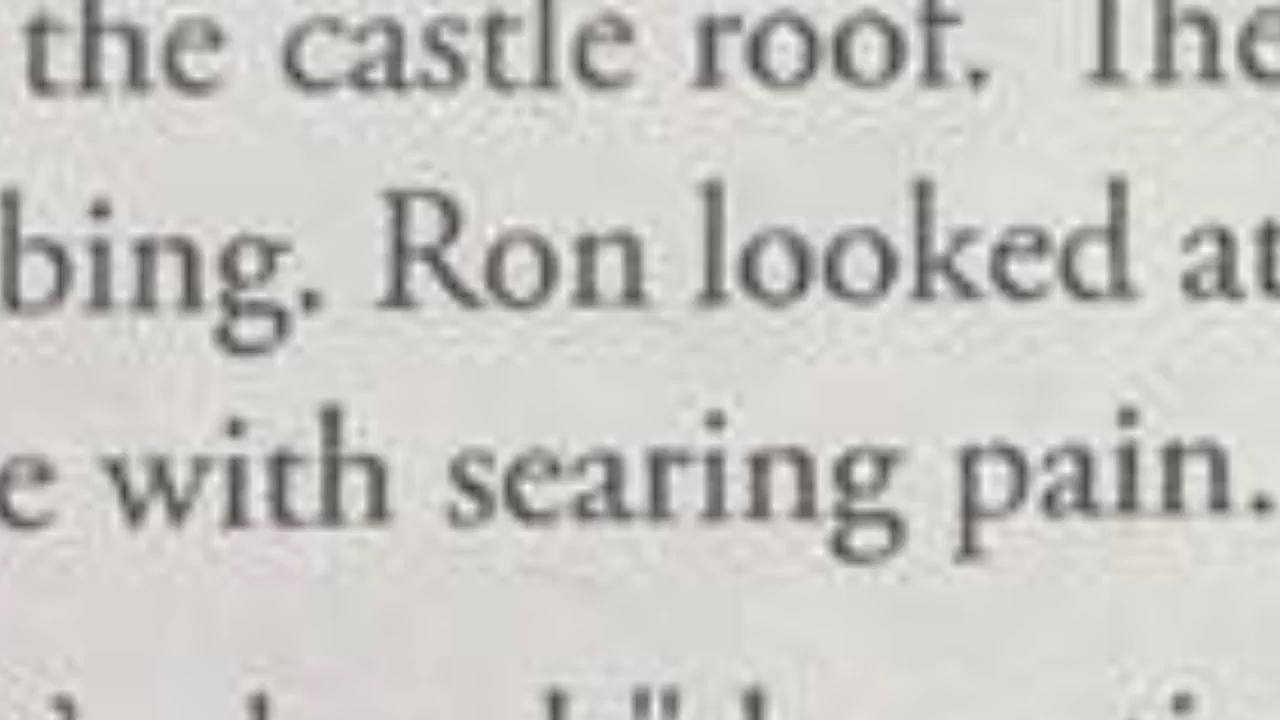 the castle roof. The
bing. Ron looked at
e with searing pain.